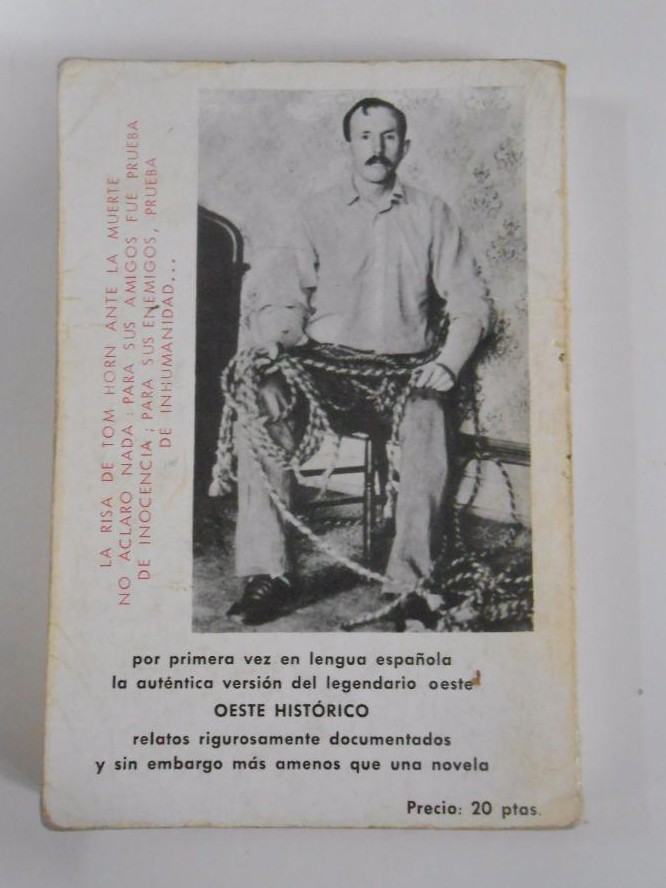 LA RISA DE TOM HORN ANTE LA MUERTE
NO ACLARO NADA : PARA SUS AMIGOS FUE PRUEBA
DE INOCENCIA ; PARA SUS ENEMIGOS, PRUEBA
DE INHUMANIDAD...
por primera vez en lengua española
la auténtica versión del legendario oeste
OESTE HISTÓRICO
relatos rigurosamente documentados
y sin embargo más amenos que una novela
Precio: 20 ptas.